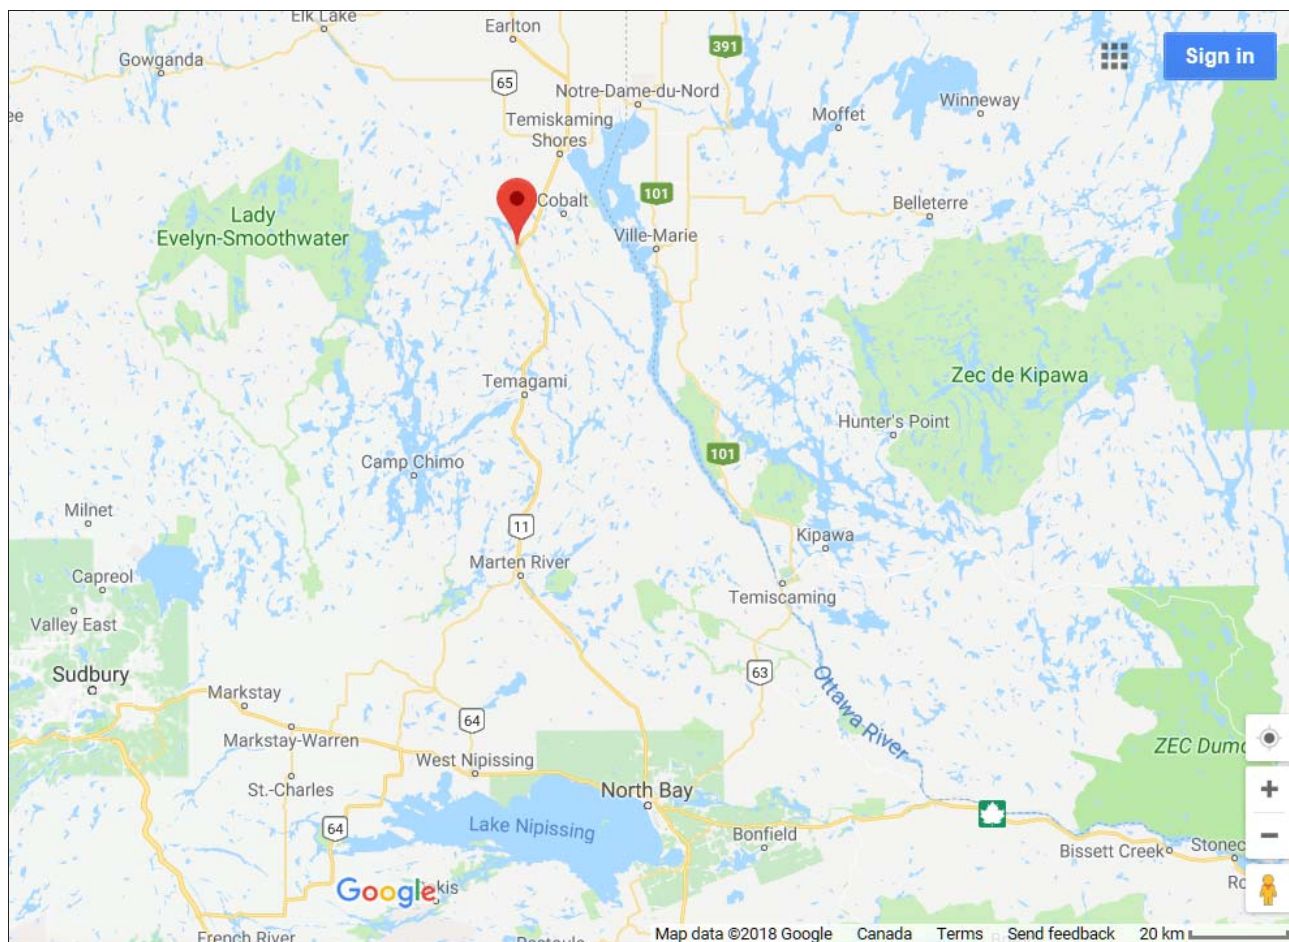 Elk Lake
Earlton
391
Sign in
Gowganda
65
Notre-Dame-du-Nord
Winneway
Moffet
ee
Temiskaming
Shores
101
Cobalt
Belleterre
Lady
Evelyn-Smoothwater
Ville-Marie
Zec de Kipawa
Temagami
Hunter's Point
101
Camp Chimo
Milnet
11
Kipawa
Marten River
Capreol
Temiscaming
Valley East
Sudbury
63
Markstay
Ottawa River
64
Markstay-Warren
ZEC Dumo
West Nipissing
St.-Charles
North Bay
64
Lake Nipissing
Bonfield
Bissett Creek
Stonec
Ro
Google
kis
French River
Map data ©2018 Google Canada Terms Send feedback 20 km